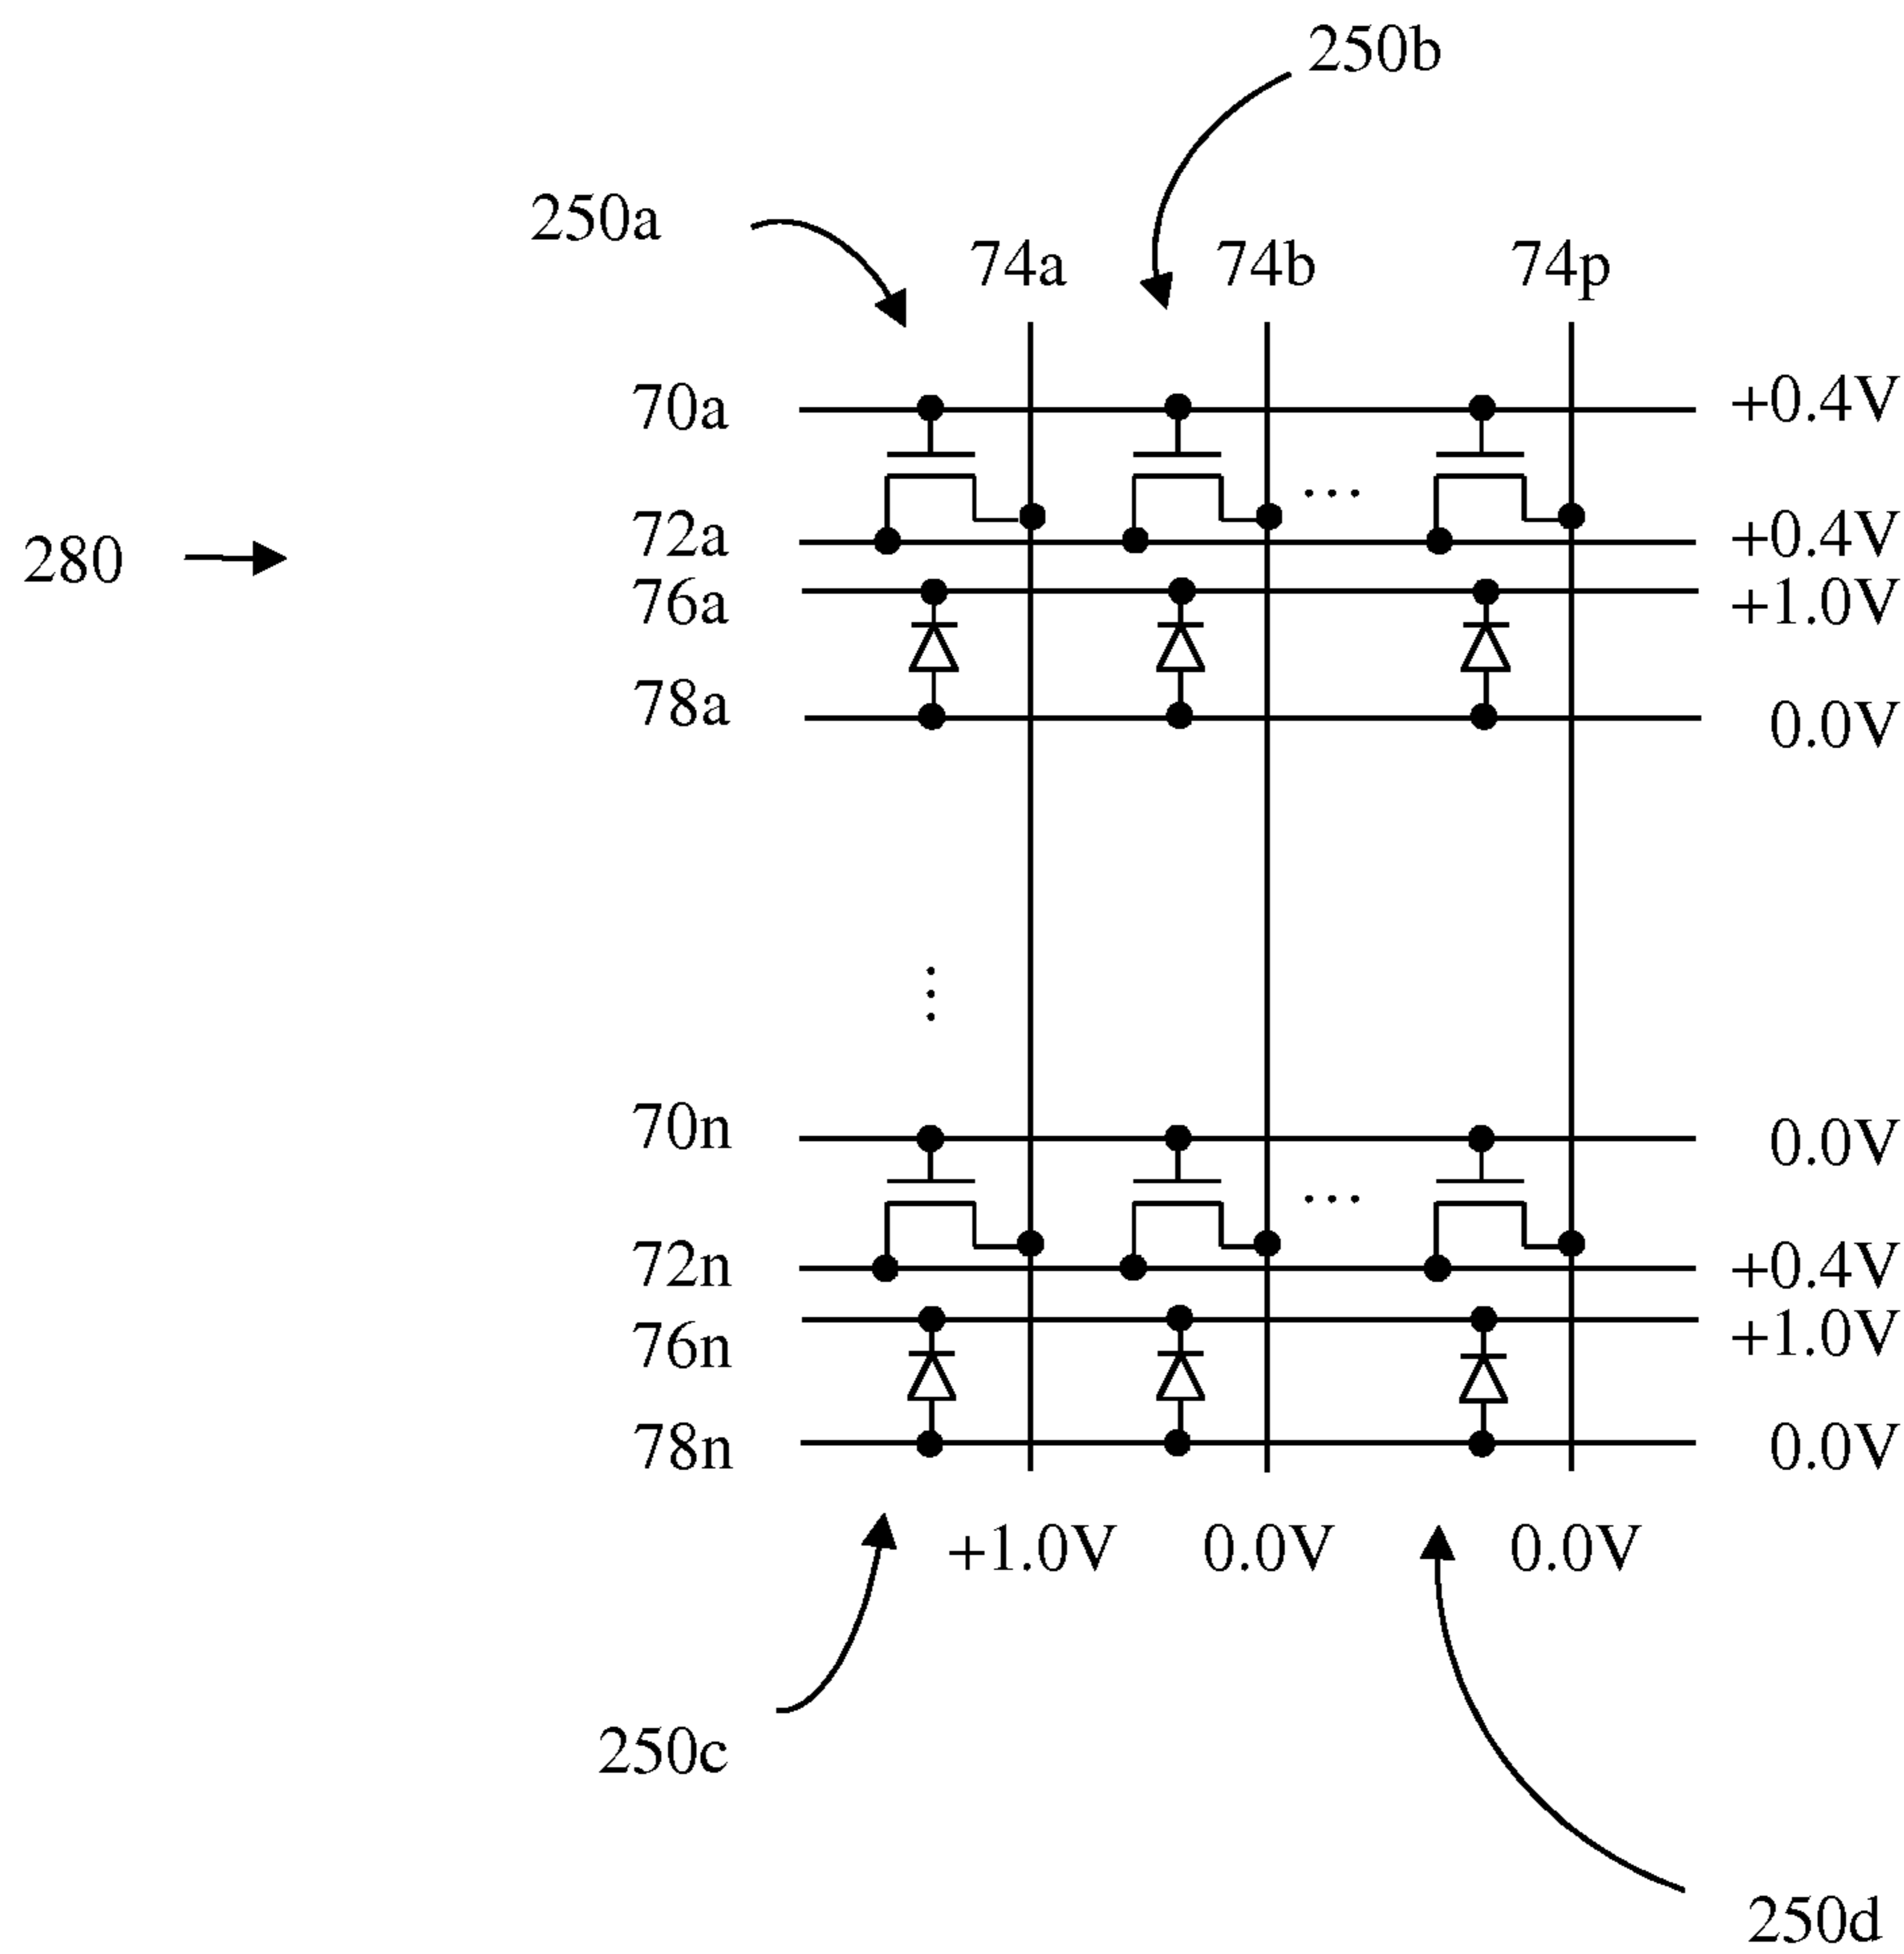 250b
250a
74a 74b 74p
70a +0.4V
...
72a +0.4V
280
76a +1.0V
78a 0.0V
70n 0.0V
...
72n +0.4V
76n +1.0V
78n 0.0V
+1.0V 0.0V 0.0V
250c
250d